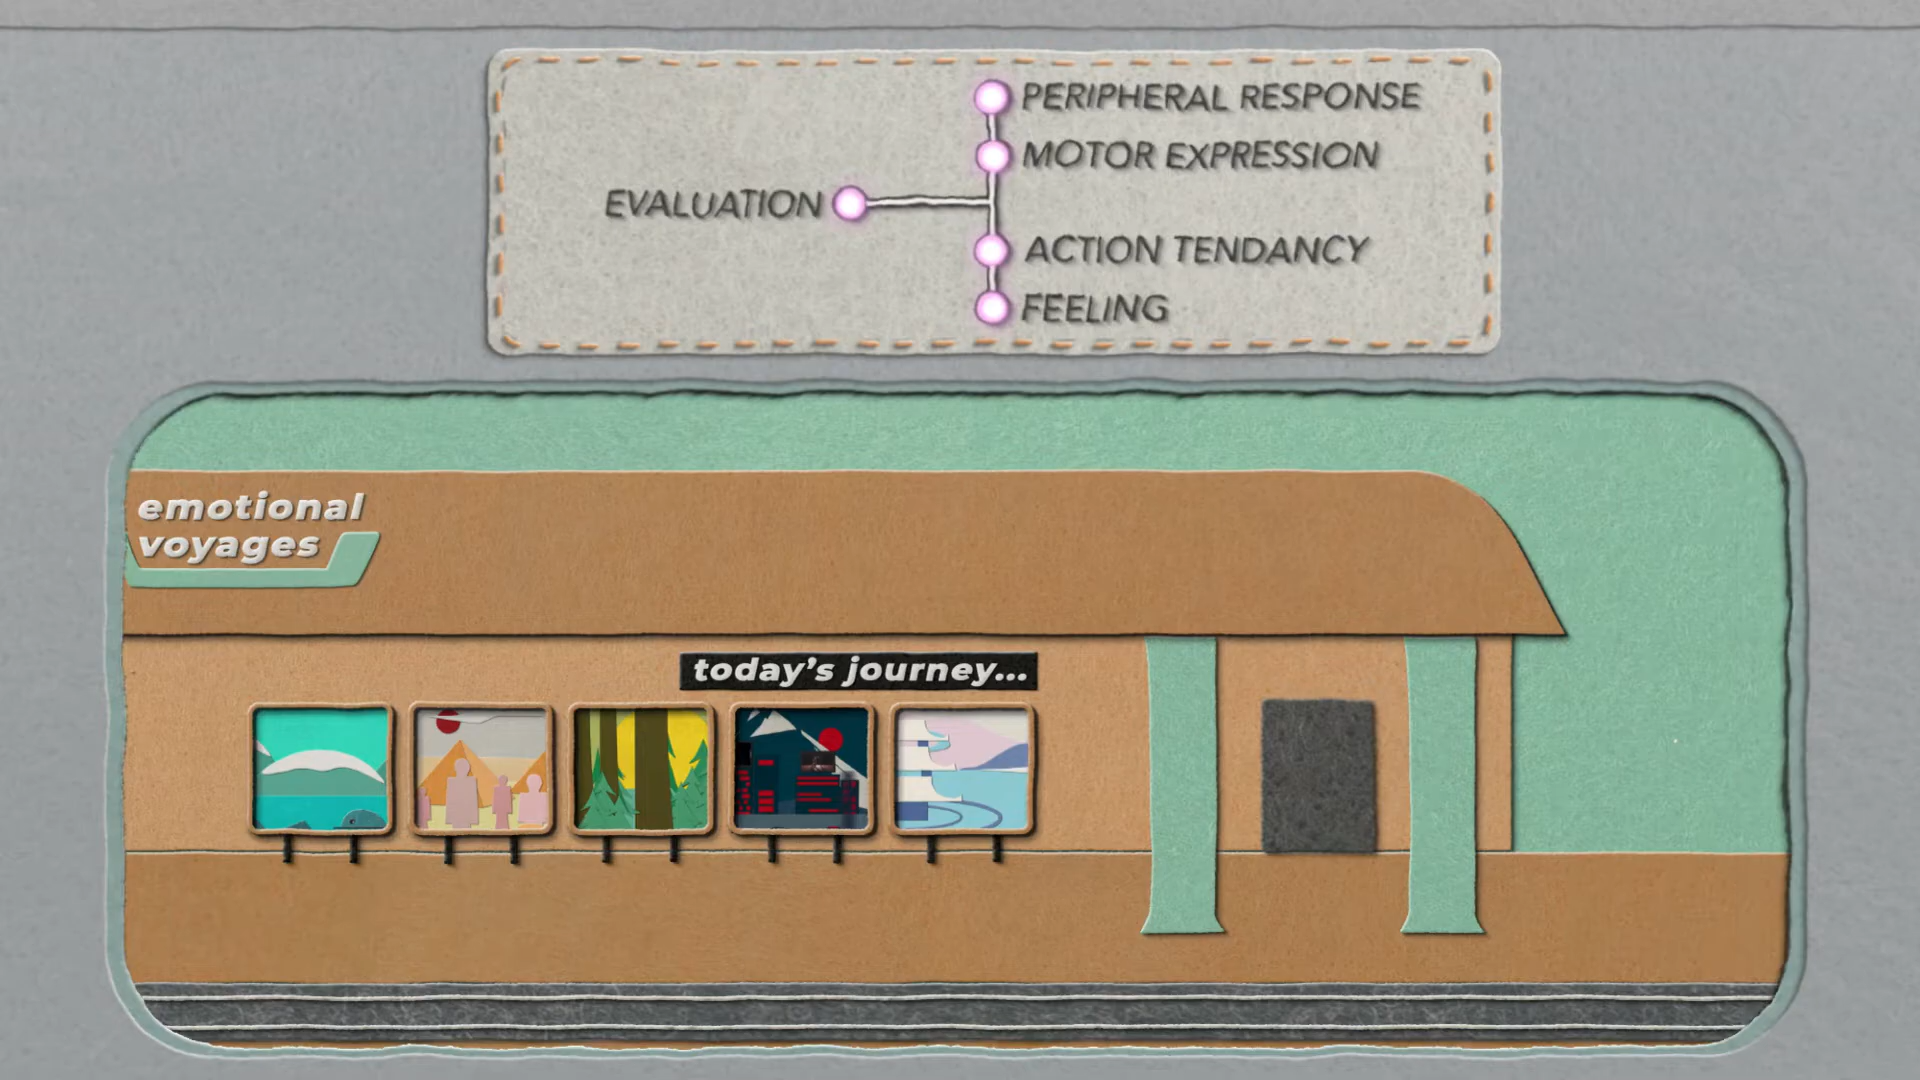 PERIPHERAL RESPONSE
MOTOR EXPRESSION
EVALUATION
ACTION TENDANCY
FEELING
emotional
voyages
today's journey...